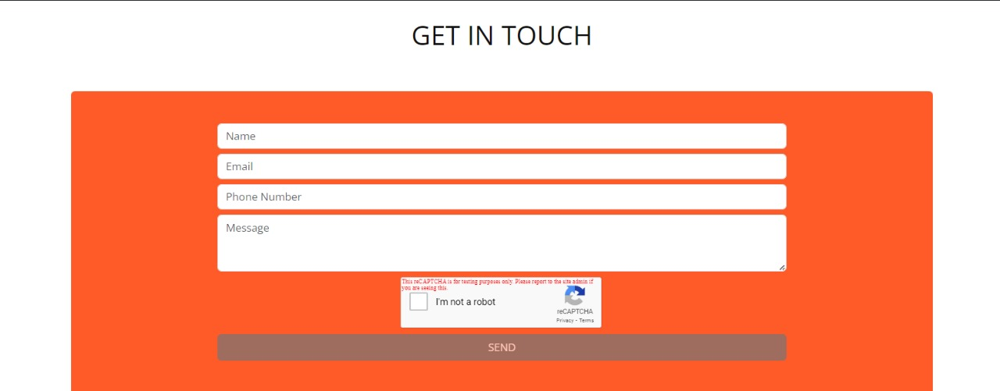 GET IN TOUCH
Name
Email
Phone Number
Message
This reCAPTCHA is for testing purposes only. Please report to the site admin if
you are seeing this.
I'm not a robot
reCAPTCHA
Privacy - Terms
SEND